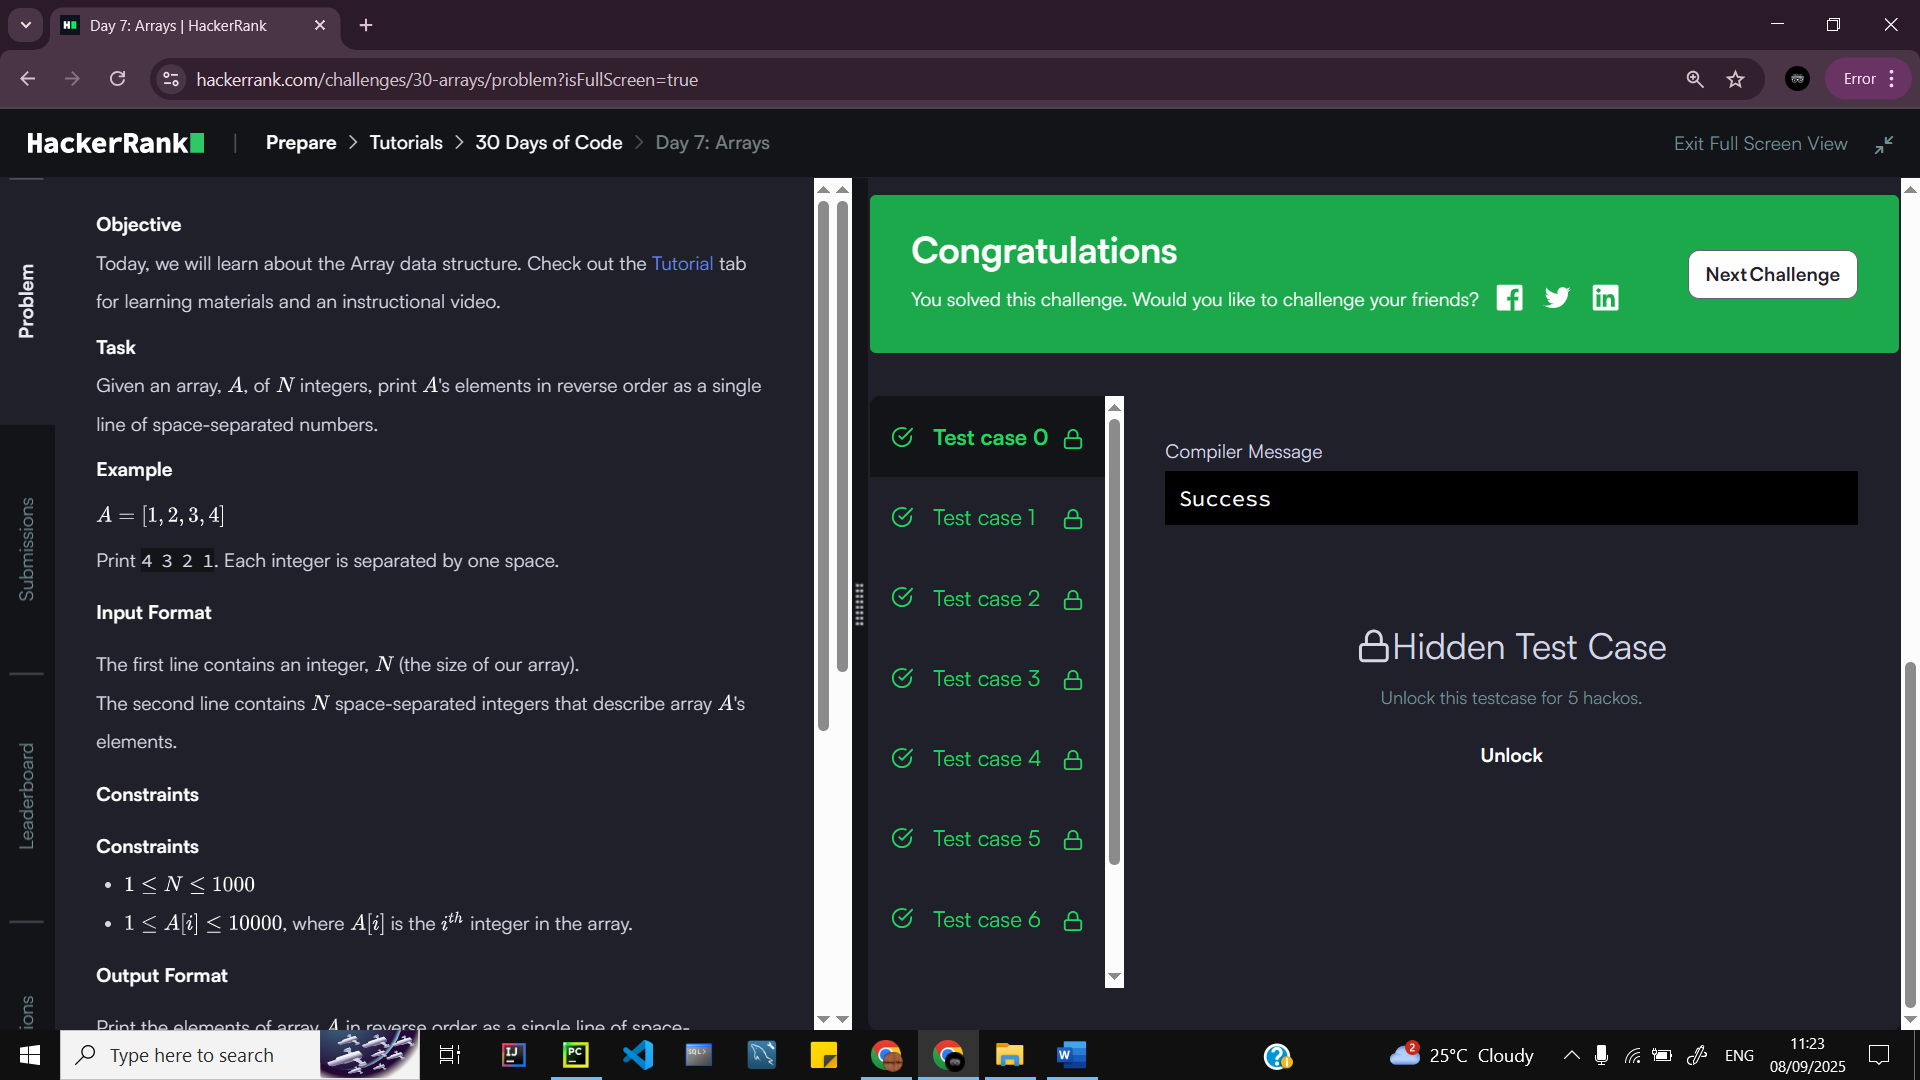 Day 7: Arrays | HackerRank
hackerrank.com/challenges/30-arrays/problem?isFullScreen=true
Error
HackerRank
Prepare > Tutorials > 30 Days of Code > Day 7: Arrays
Exit Full Screen View
Problem
Submissions
Leaderboard
Objective
Today, we will learn about the Array data structure. Check out the Tutorial tab
for learning materials and an instructional video.
Task
Given an array, A, of N integers, print A's elements in reverse order as a single
line of space-separated numbers.
Example
A = [1, 2, 3, 4]
Print 4 3 2 1. Each integer is separated by one space.
Input Format
The first line contains an integer, N (the size of our array).
The second line contains N space-separated integers that describe array A's
elements.
Constraints
Constraints
• 1 ≤ N ≤ 1000
• 1 ≤ A[i] ≤ 10000, where A[i] is the iᵗʰ integer in the array.
Output Format
Print the elements of array A in reverse order as a single line of space-
Congratulations
You solved this challenge. Would you like to challenge your friends?
Next Challenge
Test case 0
Test case 1
Test case 2
Test case 3
Test case 4
Test case 5
Test case 6
Compiler Message
Success
Hidden Test Case
Unlock this testcase for 5 hackos.
Unlock
Type here to search
2
25°C Cloudy
ENG
11:23
08/09/2025